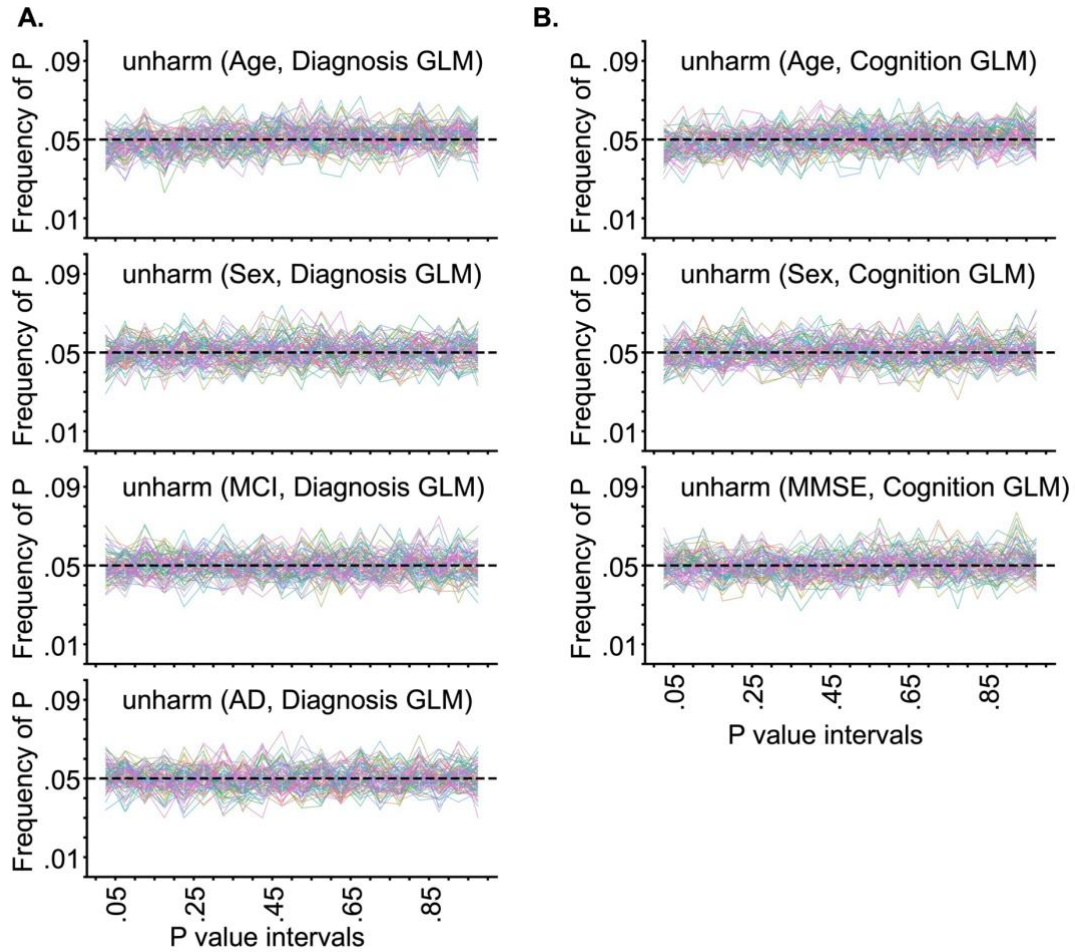 A.
unharm (Age, Diagnosis GLM)
Frequency of P
.09
.05
.01
unharm (Sex, Diagnosis GLM)
Frequency of P
.09
.05
.01
unharm (MCI, Diagnosis GLM)
Frequency of P
.09
.05
.01
unharm (AD, Diagnosis GLM)
Frequency of P
.09
.05
.01
.05 .25 .45 .65 .85
P value intervals
B.
unharm (Age, Cognition GLM)
Frequency of P
.09
.05
.01
unharm (Sex, Cognition GLM)
Frequency of P
.09
.05
.01
unharm (MMSE, Cognition GLM)
Frequency of P
.09
.05
.01
.05 .25 .45 .65 .85
P value intervals